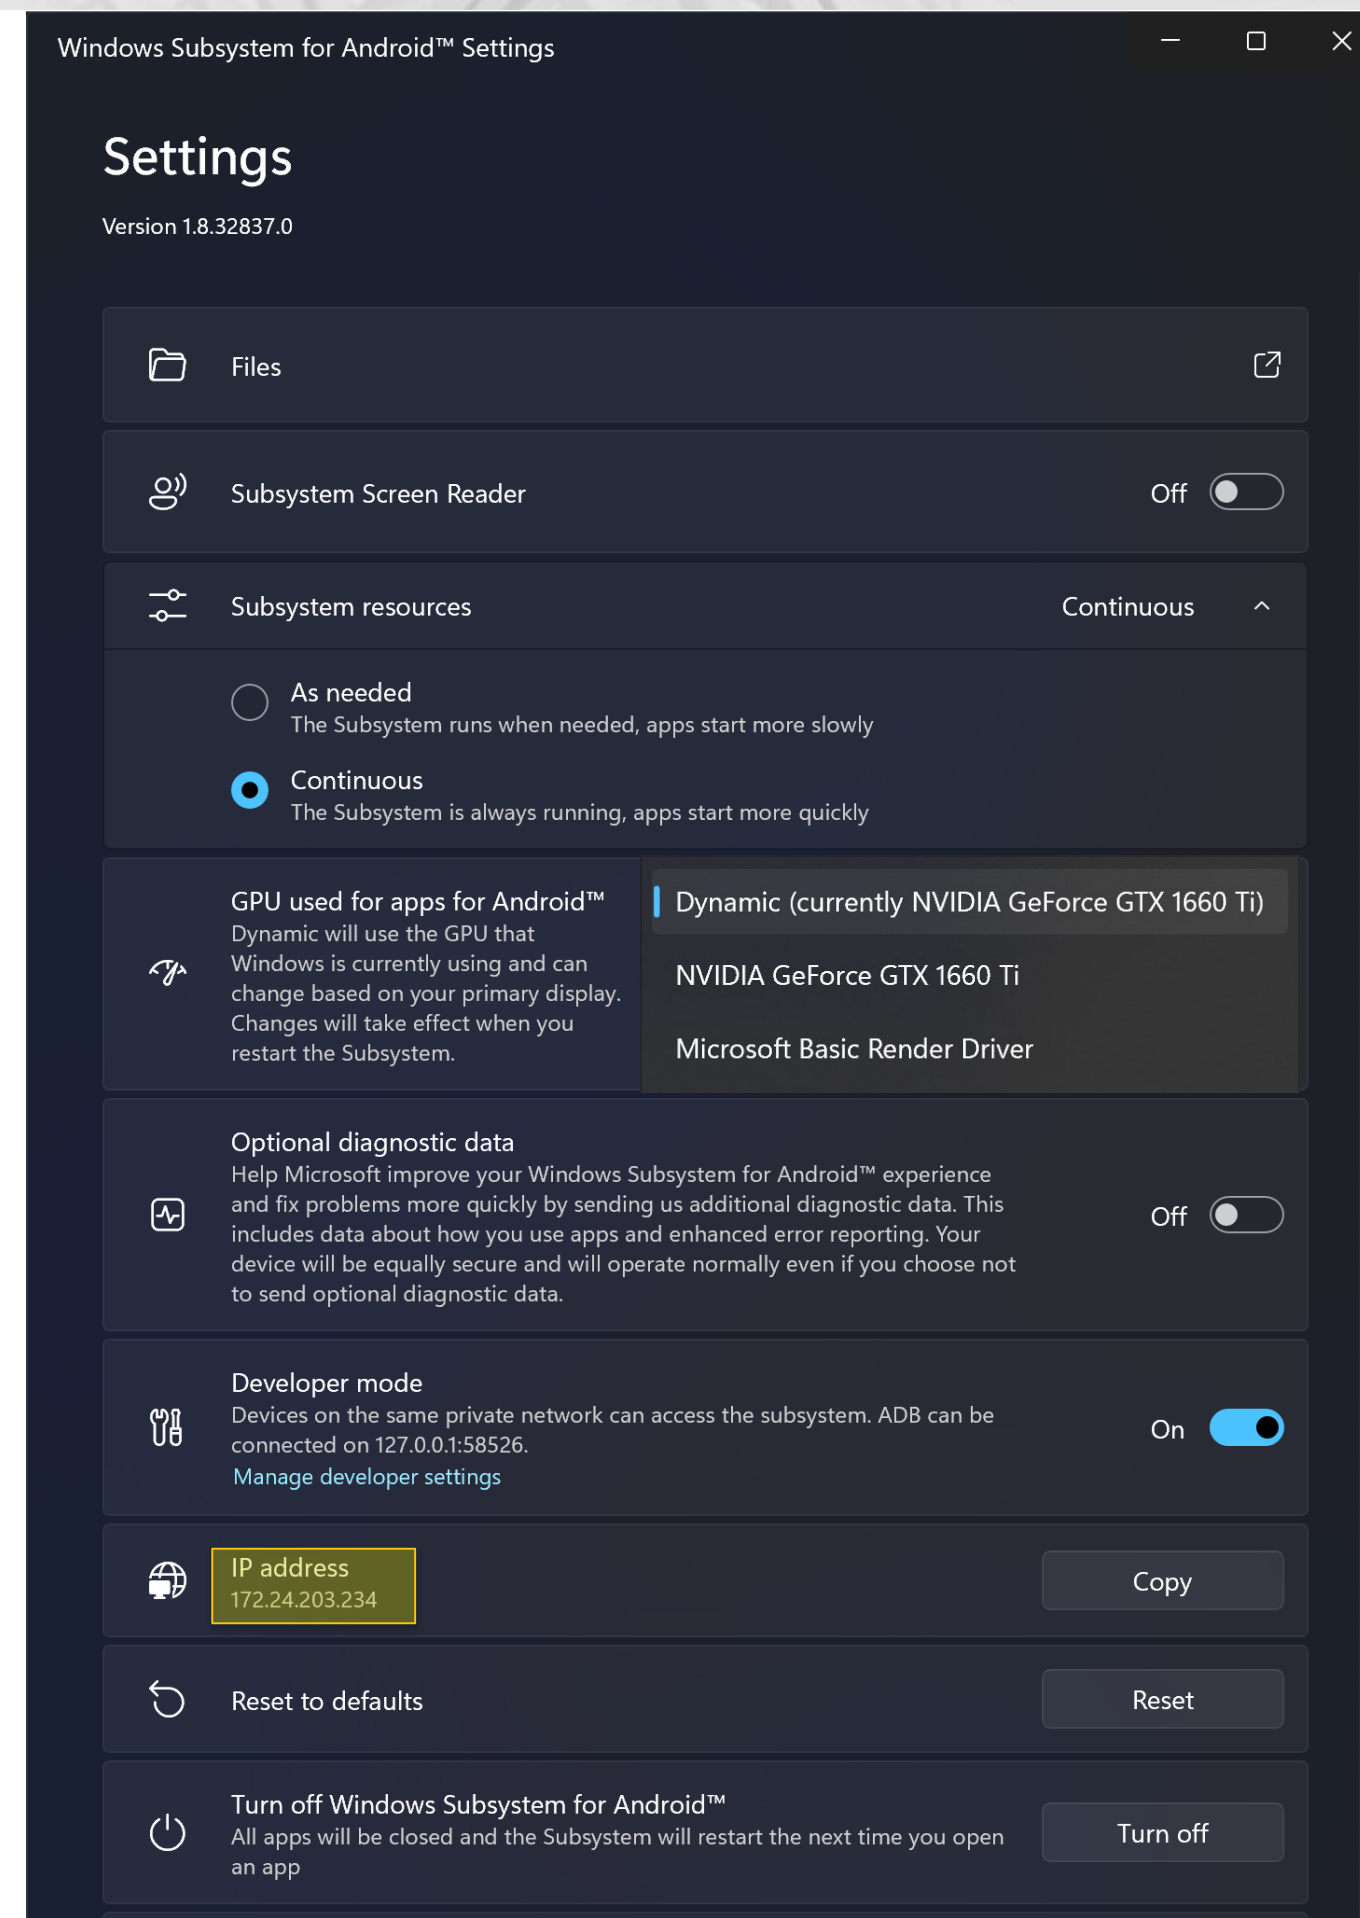 Windows Subsystem for Android™ Settings
Settings
Version 1.8.32837.0
Files
Subsystem Screen Reader
Off
Subsystem resources
Continuous
As needed
The Subsystem runs when needed, apps start more slowly
Continuous
The Subsystem is always running, apps start more quickly
GPU used for apps for Android™
Dynamic will use the GPU that
Windows is currently using and can
change based on your primary display.
Changes will take effect when you
restart the Subsystem.
Dynamic (currently NVIDIA GeForce GTX 1660 Ti)
NVIDIA GeForce GTX 1660 Ti
Microsoft Basic Render Driver
Optional diagnostic data
Help Microsoft improve your Windows Subsystem for Android™ experience
and fix problems more quickly by sending us additional diagnostic data. This
includes data about how you use apps and enhanced error reporting. Your
device will be equally secure and will operate normally even if you choose not
to send optional diagnostic data.
Off
Developer mode
Devices on the same private network can access the subsystem. ADB can be
connected on 127.0.0.1:58526.
Manage developer settings
On
IP address
172.24.203.234
Copy
Reset to defaults
Reset
Turn off Windows Subsystem for Android™
All apps will be closed and the Subsystem will restart the next time you open
an app
Turn off